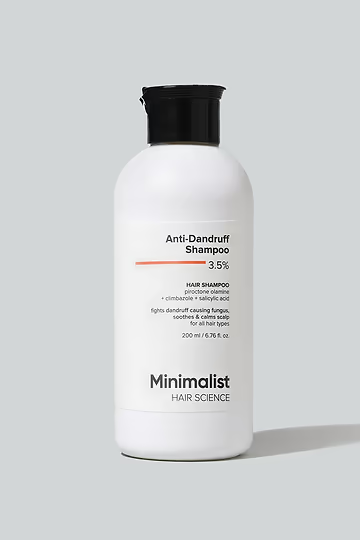 Anti-Dandruff
Shampoo
3.5%
HAIR SHAMPOO
piroctone olamine
+ climbazole + salicylic acid
fights dandruff causing fungus,
soothes & calms scalp
for all hair types
200 ml / 6.76 fl. oz.
Minimalist
HAIR SCIENCE